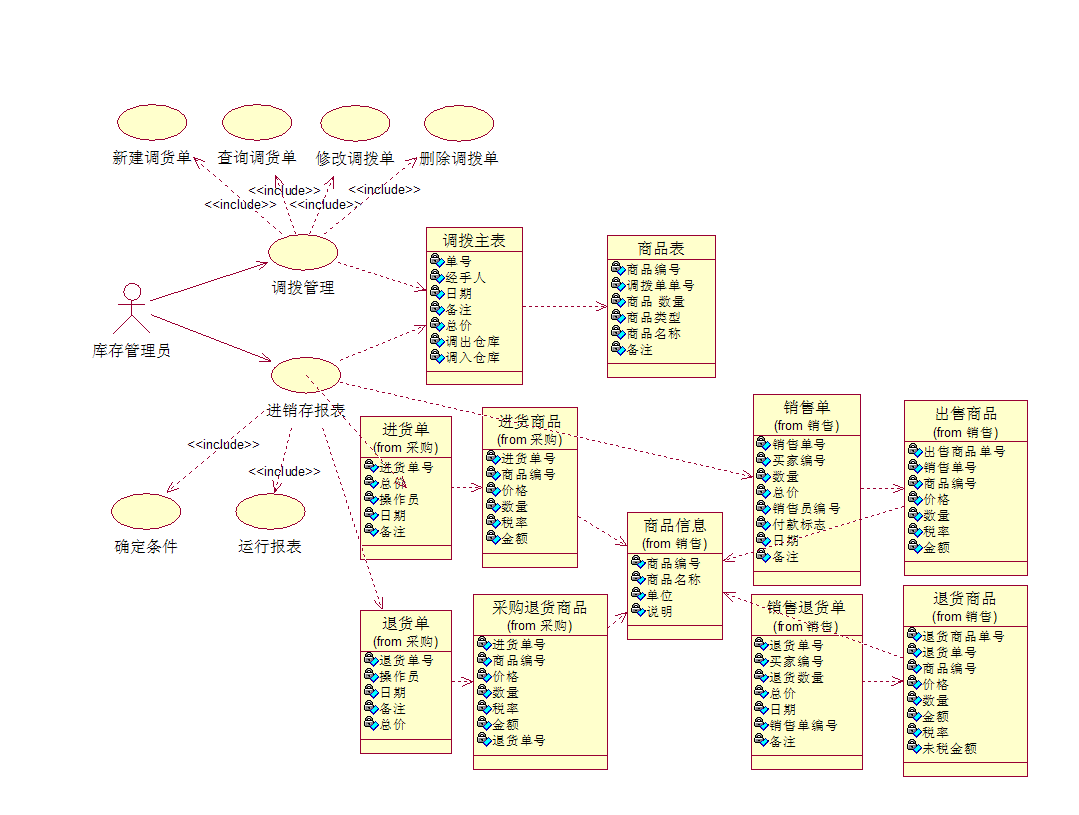 新建调货单
查询调货单
修改调拨单
删除调拨单
<<include>>
<<include>>
<<include>>
<<include>>
调拨管理
库存管理员
进销存报表
<<include>>
<<include>>
确定条件
运行报表
调拨主表
单号
经手人
日期
备注
总价
调出仓库
调入仓库
商品表
商品编号
调拨单单号
商品 数量
商品类型
商品名称
备注
进货单
(from 采购)
进货单号
总价
操作员
日期
备注
进货商品
(from 采购)
进货单号
商品编号
价格
数量
税率
金额
商品信息
(from 销售)
商品编号
商品名称
单位
说明
销售单
(from 销售)
销售单号
买家编号
数量
总价
销售员编号
付款标志
日期
备注
出售商品
(from 销售)
出售商品单号
销售单号
商品编号
价格
数量
税率
金额
退货单
(from 采购)
退货单号
操作员
日期
备注
总价
采购退货商品
(from 采购)
进货单号
商品编号
价格
数量
税率
金额
退货单号
销售退货单
(from 销售)
退货单号
买家编号
退货数量
总价
日期
销售单编号
备注
退货商品
(from 销售)
退货商品单号
退货单号
商品编号
价格
数量
金额
税率
未税金额